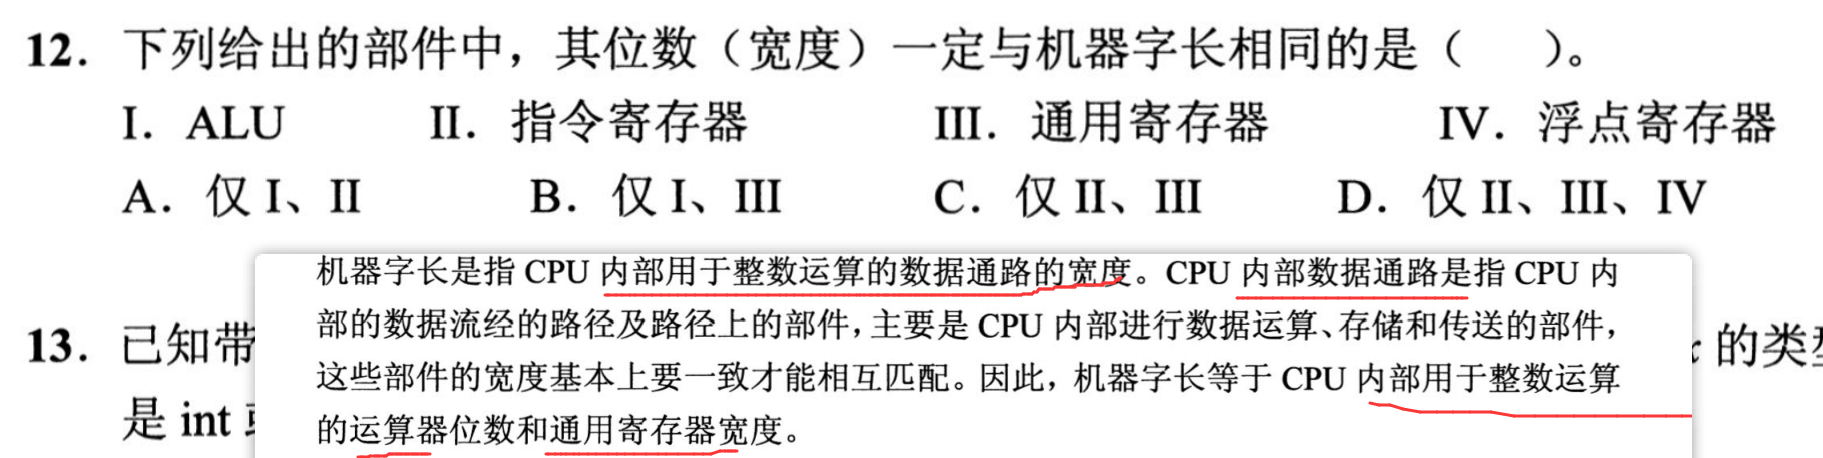 12. 下列给出的部件中，其位数（宽度）一定与机器字长相同的是（　　）。
I. ALU　　II. 指令寄存器　　III. 通用寄存器　　IV. 浮点寄存器
A. 仅 I、II　　B. 仅 I、III　　C. 仅 II、III　　D. 仅 II、III、IV
机器字长是指 CPU 内部用于整数运算的数据通路的宽度。CPU 内部数据通路是指 CPU 内
部的数据流经的路径及路径上的部件，主要是 CPU 内部进行数据运算、存储和传送的部件，
这些部件的宽度基本上要一致才能相互匹配。因此，机器字长等于 CPU 内部用于整数运算
的运算器位数和通用寄存器宽度。
13. 已知带
的类型
是 int